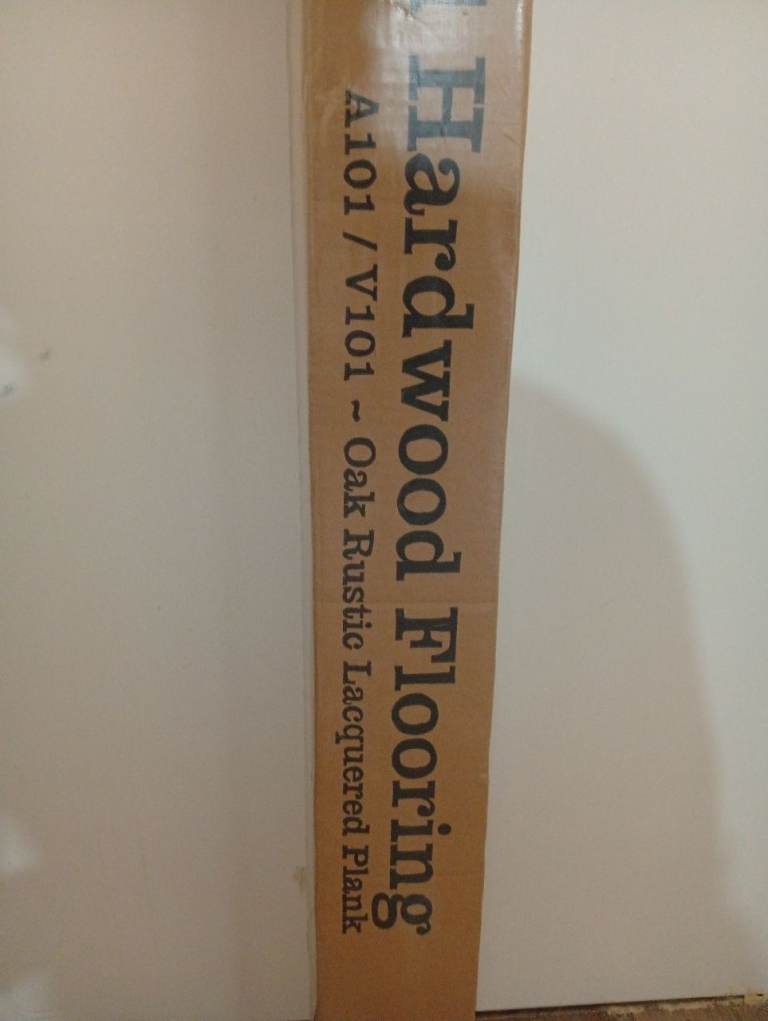 Hardwood Flooring
A101 / V101 ~ Oak Rustic Lacquered Plank